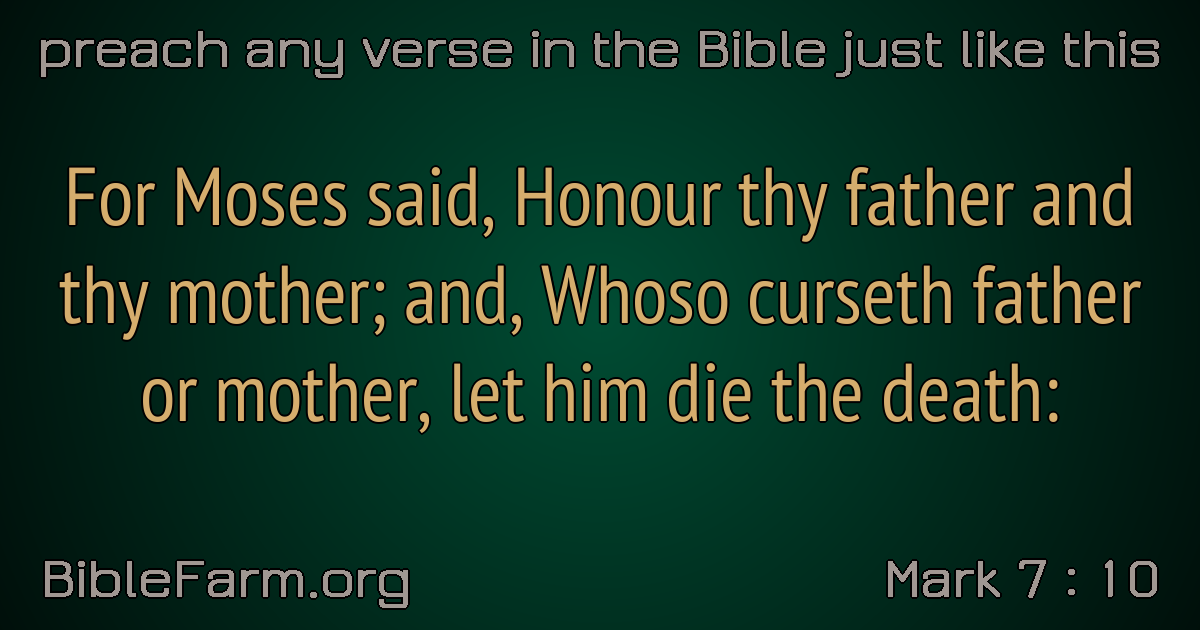 preach any verse in the Bible just like this
For Moses said, Honour thy father and
thy mother; and, Whoso curseth father
or mother, let him die the death:
BibleFarm.org
Mark 7 : 10